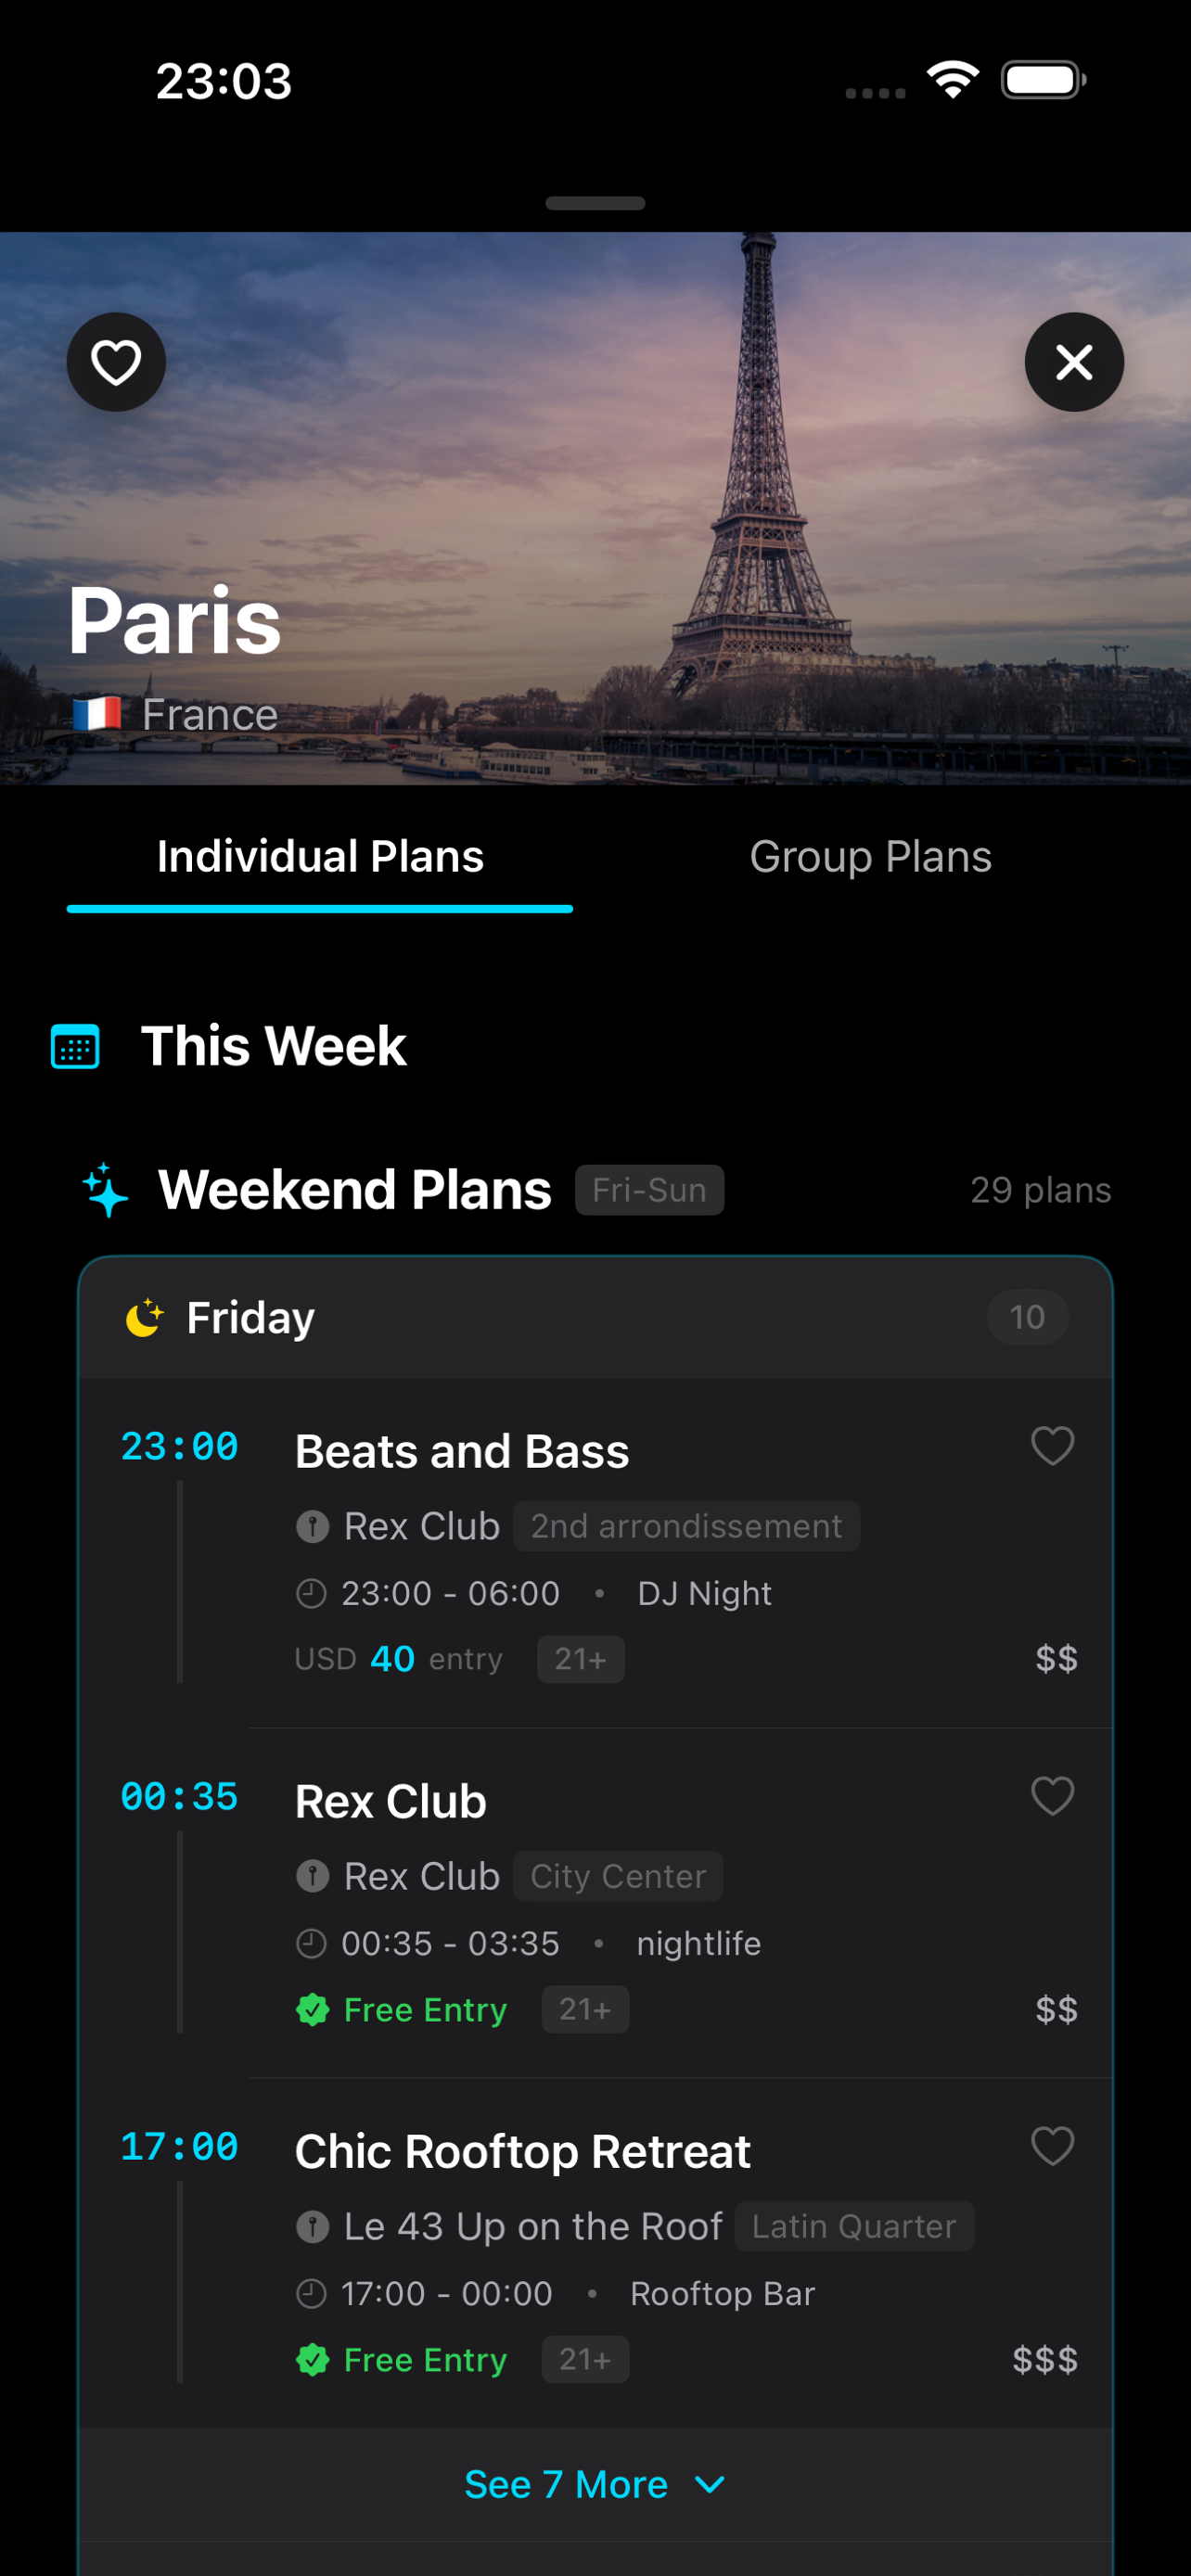 23:03
Paris
🇫🇷 France
Individual Plans Group Plans
This Week
Weekend Plans Fri-Sun 29 plans
Friday 10
23:00 Beats and Bass
Rex Club 2nd arrondissement
23:00 - 06:00 • DJ Night
USD 40 entry 21+ $$
00:35 Rex Club
Rex Club City Center
00:35 - 03:35 • nightlife
Free Entry 21+ $$
17:00 Chic Rooftop Retreat
Le 43 Up on the Roof Latin Quarter
17:00 - 00:00 • Rooftop Bar
Free Entry 21+ $$$
See 7 More